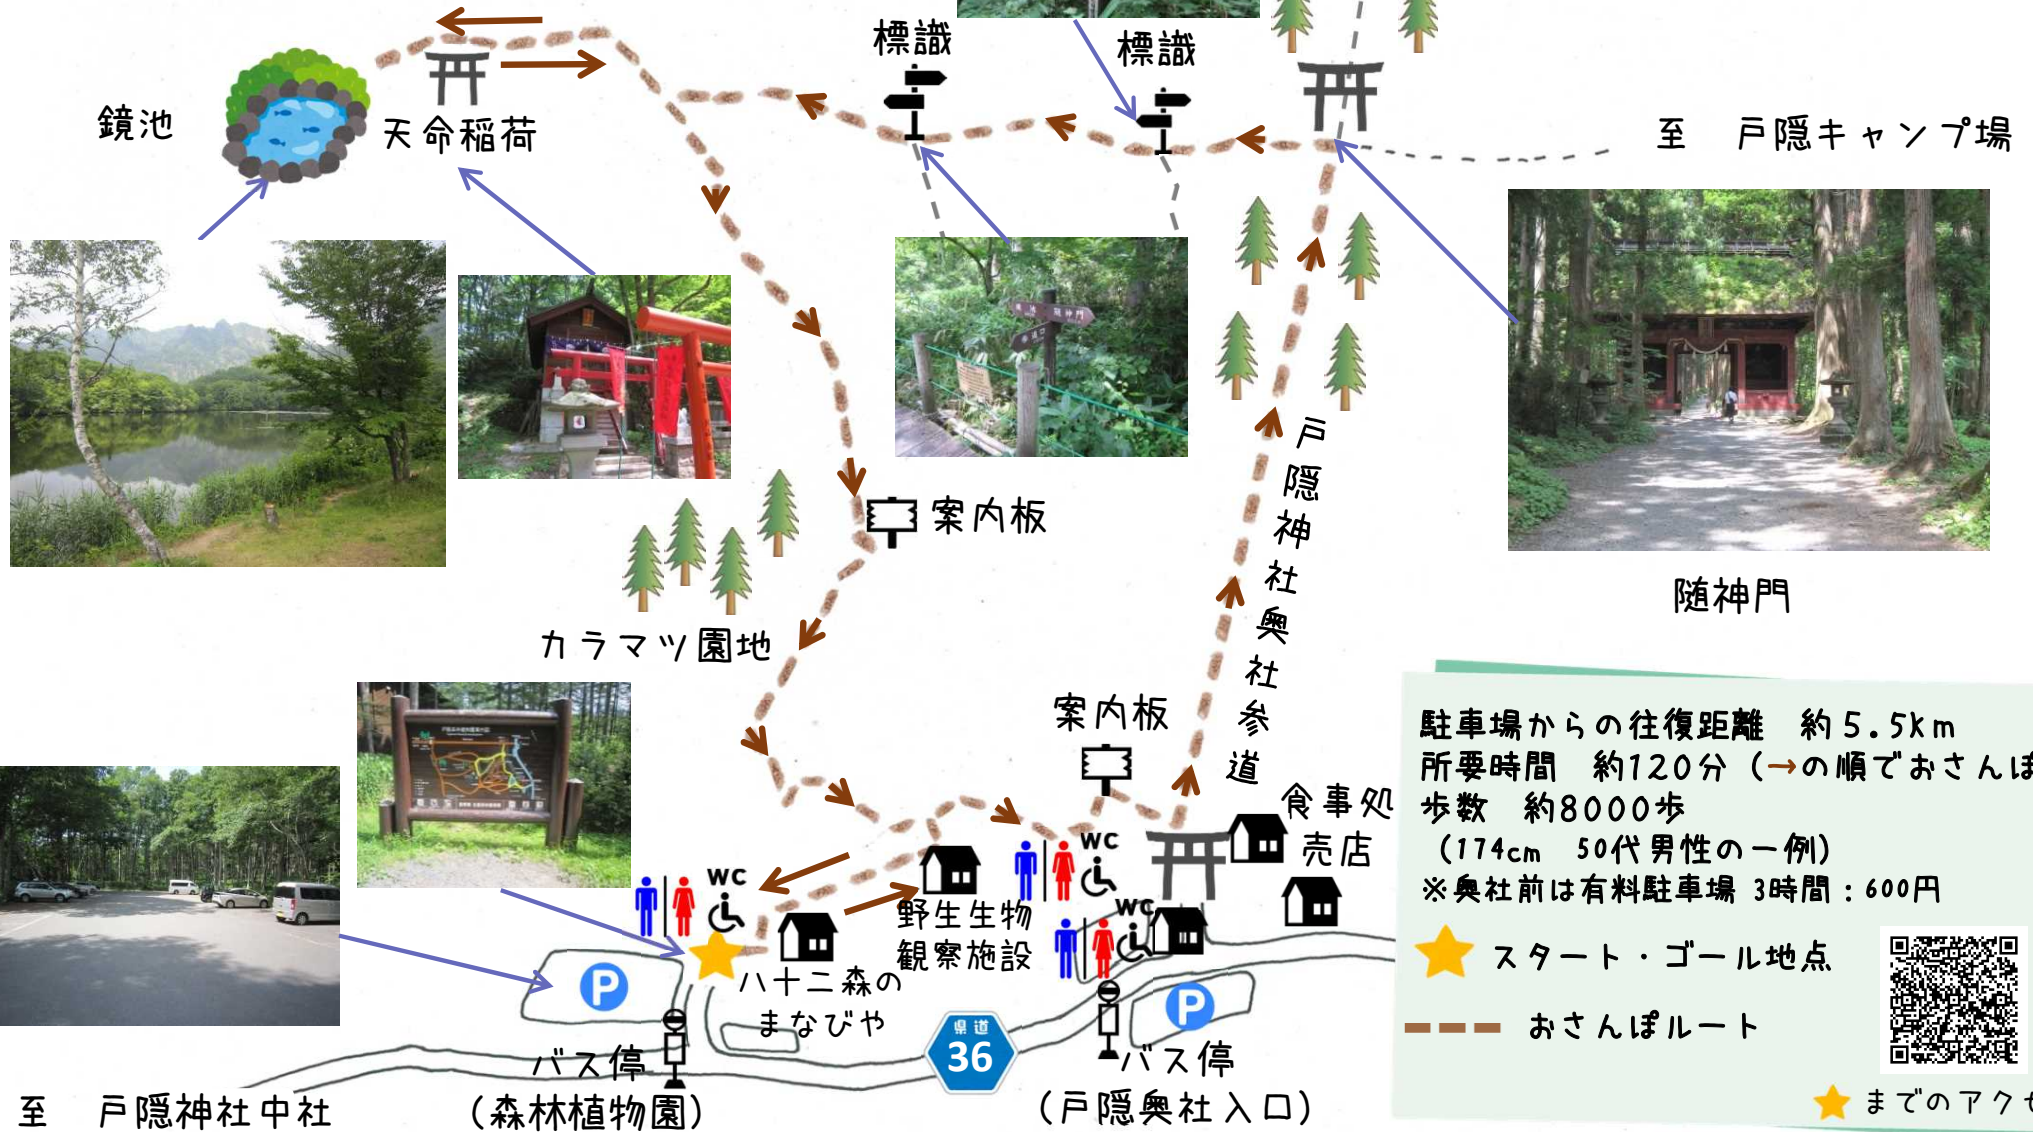 標識
標識
鏡池
天命稲荷
至　戸隠キャンプ場
随神門
案内板
戸隠神社奥社参道
カラマツ園地
案内板
食事処
売店
WC
WC
WC
野生生物
観察施設
八十二森の
まなびや
P
P
県道
36
バス停
(森林植物園)
バス停
(戸隠奥社入口)
至　戸隠神社中社
駐車場からの往復距離　約5.5km
所要時間　約120分（→の順でおさんぽ
歩数　約8000歩
（174cm　50代男性の一例）
※奥社前は有料駐車場 3時間：600円
スタート・ゴール地点
おさんぽルート
までのアクセ